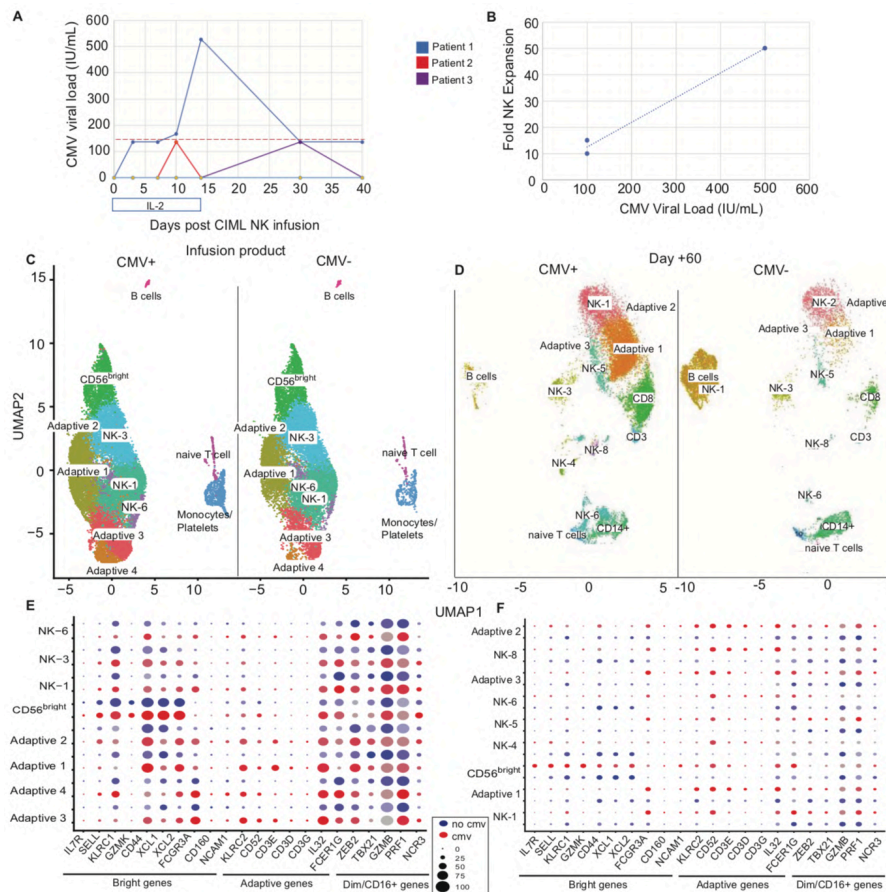 A
600
500
400
300
200
100
0
CMV viral load (IU/mL)
0 5 10 15 20 25 30 35 40
IL-2
Days post CIML NK infusion
Patient 1
Patient 2
Patient 3
B
60
50
40
30
20
10
0
Fold NK Expansion
0 100 200 300 400 500 600
CMV Viral Load (IU/mL)
C
Infusion product
CMV+ CMV-
15
10
5
0
−5
UMAP2
B cells
CD56bright
Adaptive 2
NK-3
Adaptive 1
NK-1
NK-6
Adaptive 3
Adaptive 4
naive T cell
Monocytes/
Platelets
B cells
CD56bright
Adaptive 2
NK-3
Adaptive 1
NK-6
NK-1
Adaptive 3
Adaptive 4
naive T cell
Monocytes/
Platelets
−5 0 5 10 −5 0 5 10
D
Day +60
CMV+ CMV-
NK-1
Adaptive 2
Adaptive 3
Adaptive 1
NK-5
B cells
NK-3
CD8
CD3
NK-8
NK-4
NK-6
CD14+
naive T cells
NK-2
Adaptive
Adaptive 3
Adaptive 1
B cells
NK-1
NK-5
NK-3
CD8
CD3
NK-8
NK-6
CD14+
naive T cells
−10 −5 0 5 −10 −5 0 5
UMAP1
E
NK−6
NK−3
NK−1
CD56bright
Adaptive 2
Adaptive 1
Adaptive 4
Adaptive 3
IL7R SELL KLRC1 GZMK CD44 XCL1 XCL2 FCGR3A CD160 NCAM1 KLRC2 CD52 CD3E CD3D CD3G IL32 FCER1G ZEB2 TBX21 GZMB PRF1 NCR3
Bright genes Adaptive genes Dim/CD16+ genes
no cmv
cmv
0
25
50
75
100
F
Adaptive 2
NK-8
Adaptive 3
NK-6
NK-5
NK-4
CD56bright
Adaptive 1
NK-1
IL7R SELL KLRC1 GZMK CD44 XCL1 XCL2 FCGR3A CD160 NCAM1 KLRC2 CD52 CD3E CD3D CD3G IL32 FCER1G ZEB2 TBX21 GZMB PRF1 NCR3
Bright genes Adaptive genes Dim/CD16+ genes